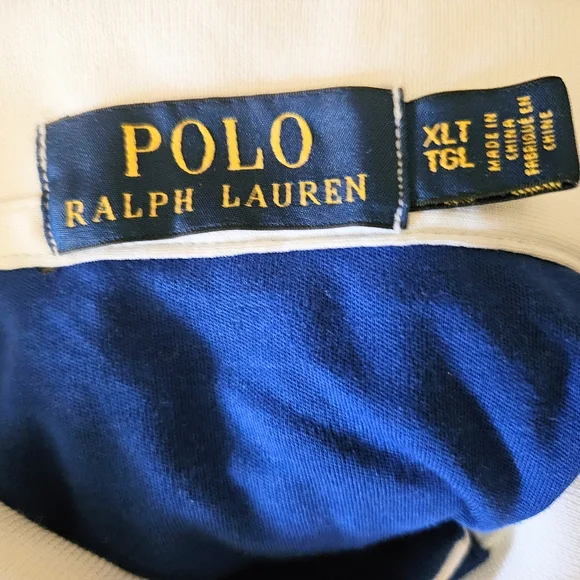 POLO
RALPH LAUREN
XLT
TGL
MADE IN
CHINA
FABRIQUÉ EN
CHINE